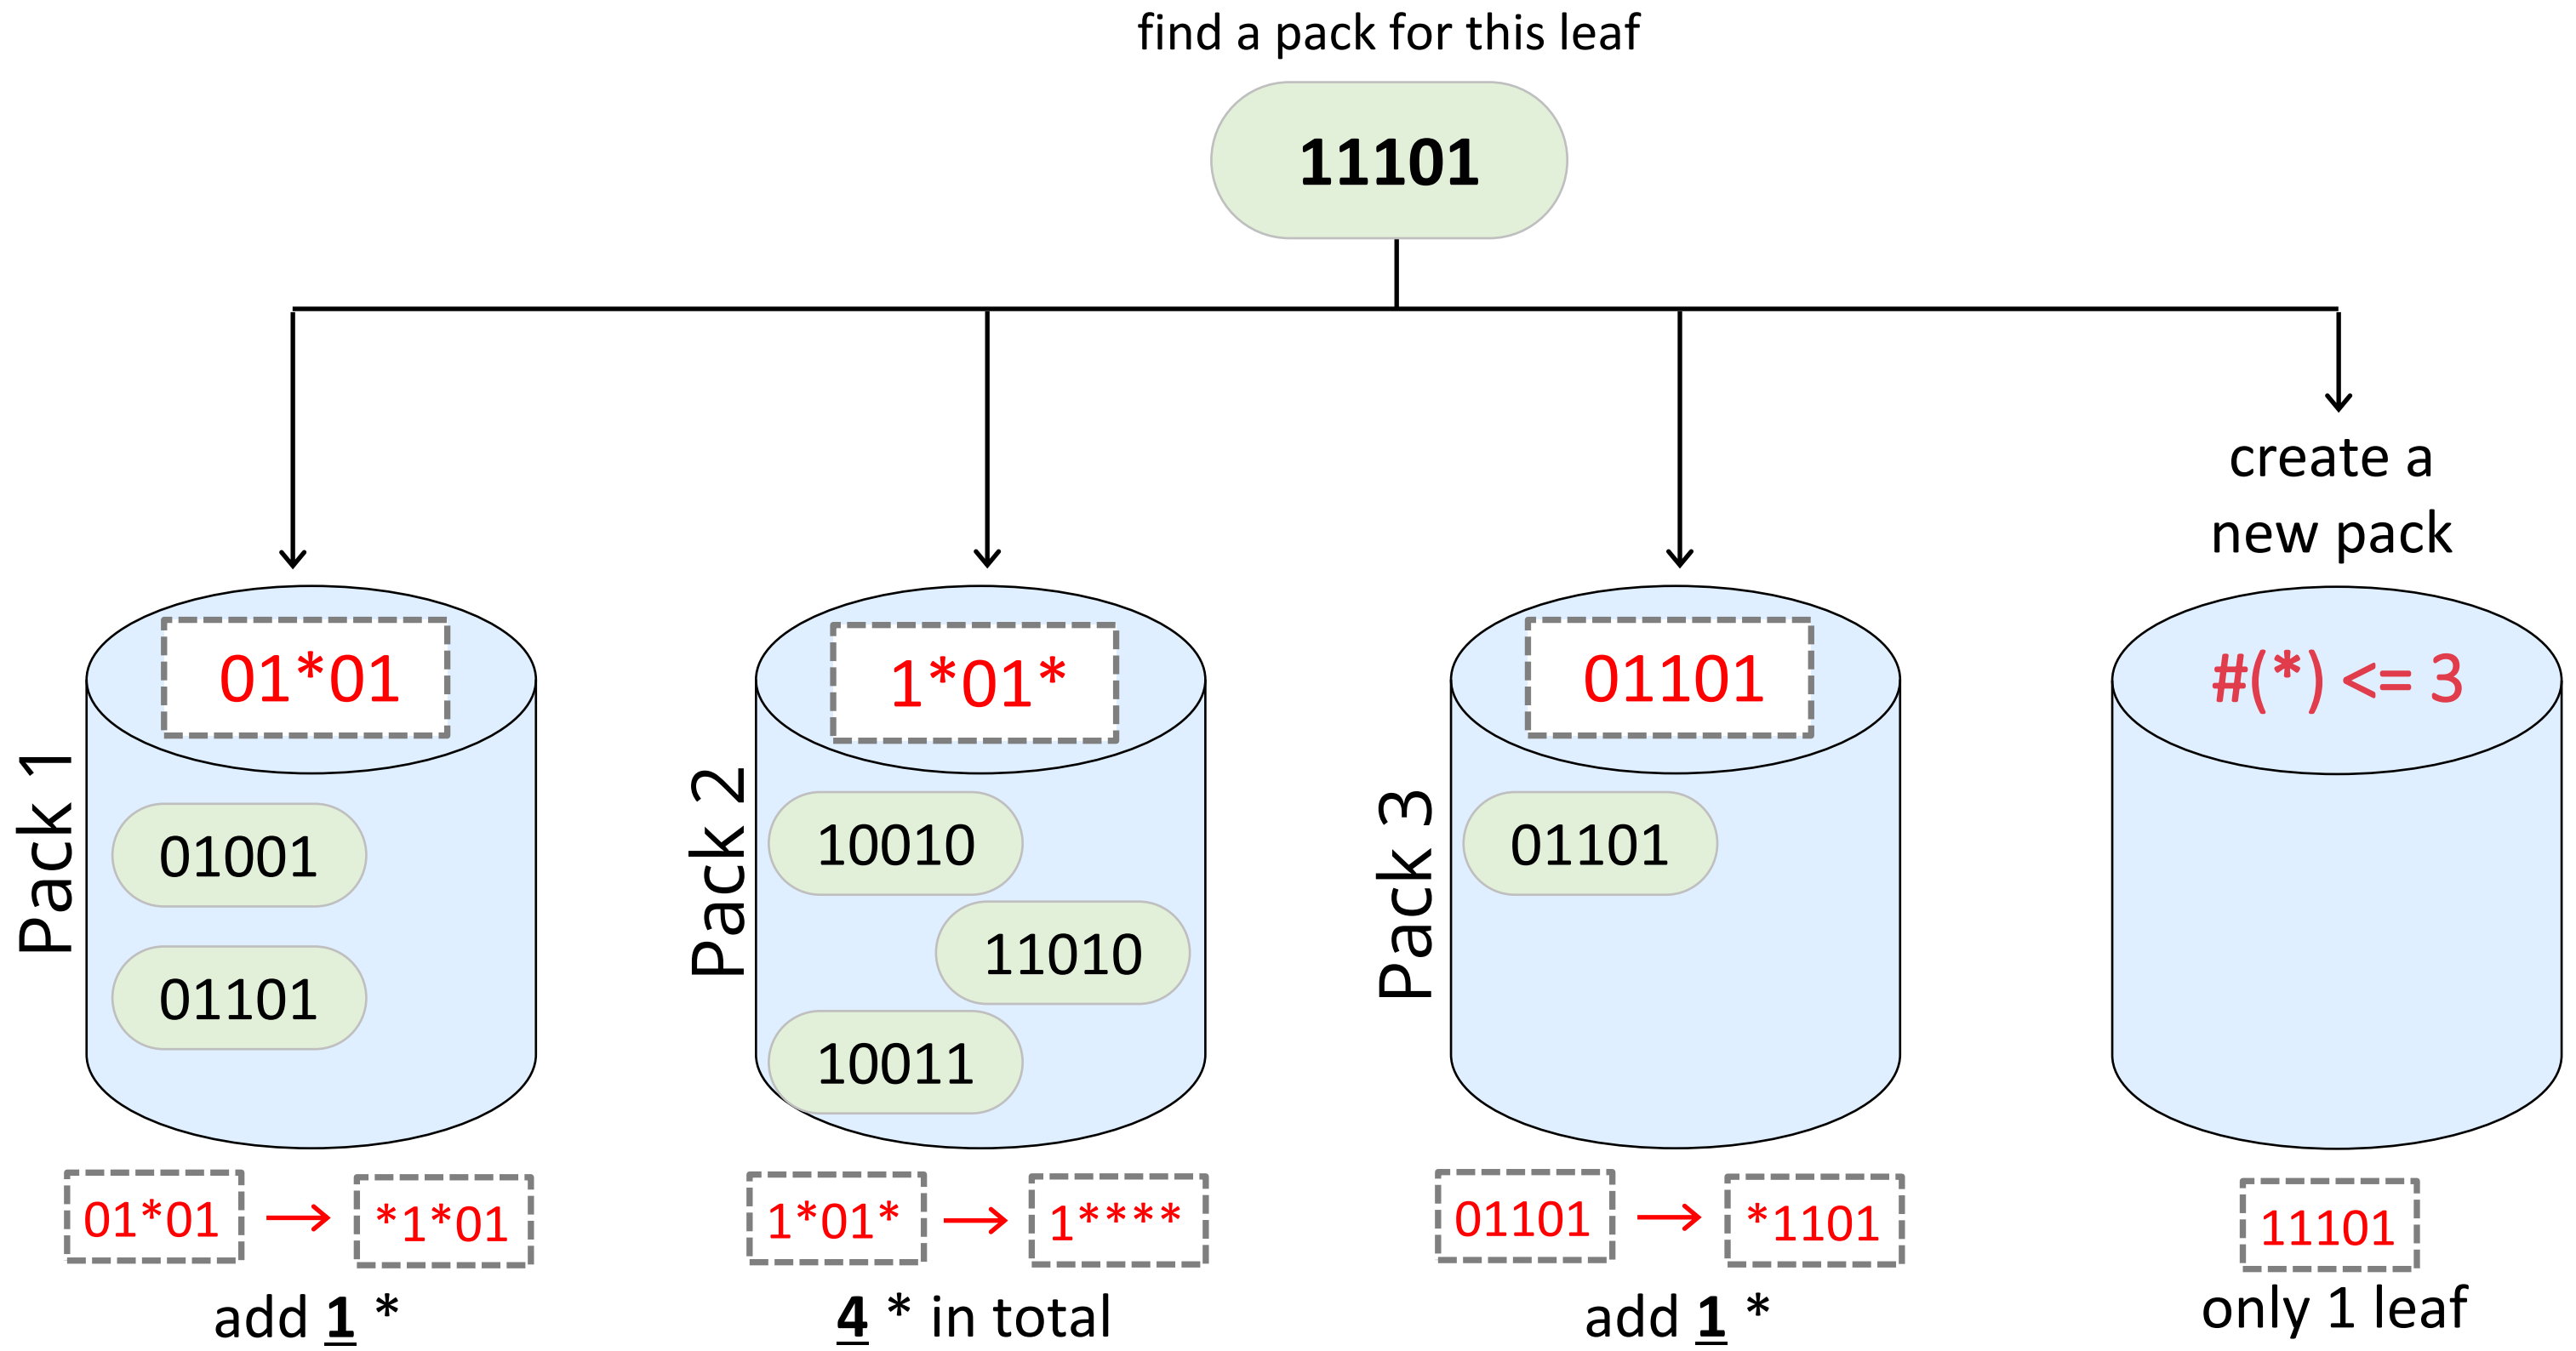 find a pack for this leaf
11101
create a
new pack
Pack 1
01*01
01001
01101
01*01 → *1*01
add 1 *
Pack 2
1*01*
10010
11010
10011
1*01* → 1****
4 * in total
Pack 3
01101
01101
01101 → *1101
add 1 *
#(*) <= 3
11101
only 1 leaf